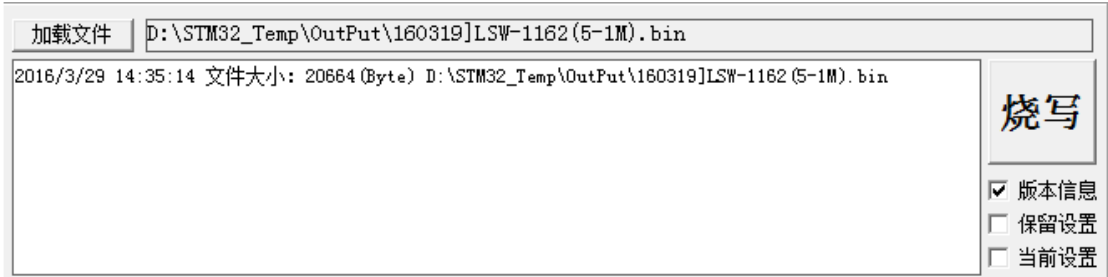 加载文件 D:\STM32_Temp\OutPut\160319]LSW-1162(5-1M).bin
2016/3/29 14:35:14 文件大小: 20664(Byte) D:\STM32_Temp\OutPut\160319]LSW-1162(5-1M).bin
烧写
版本信息
保留设置
当前设置